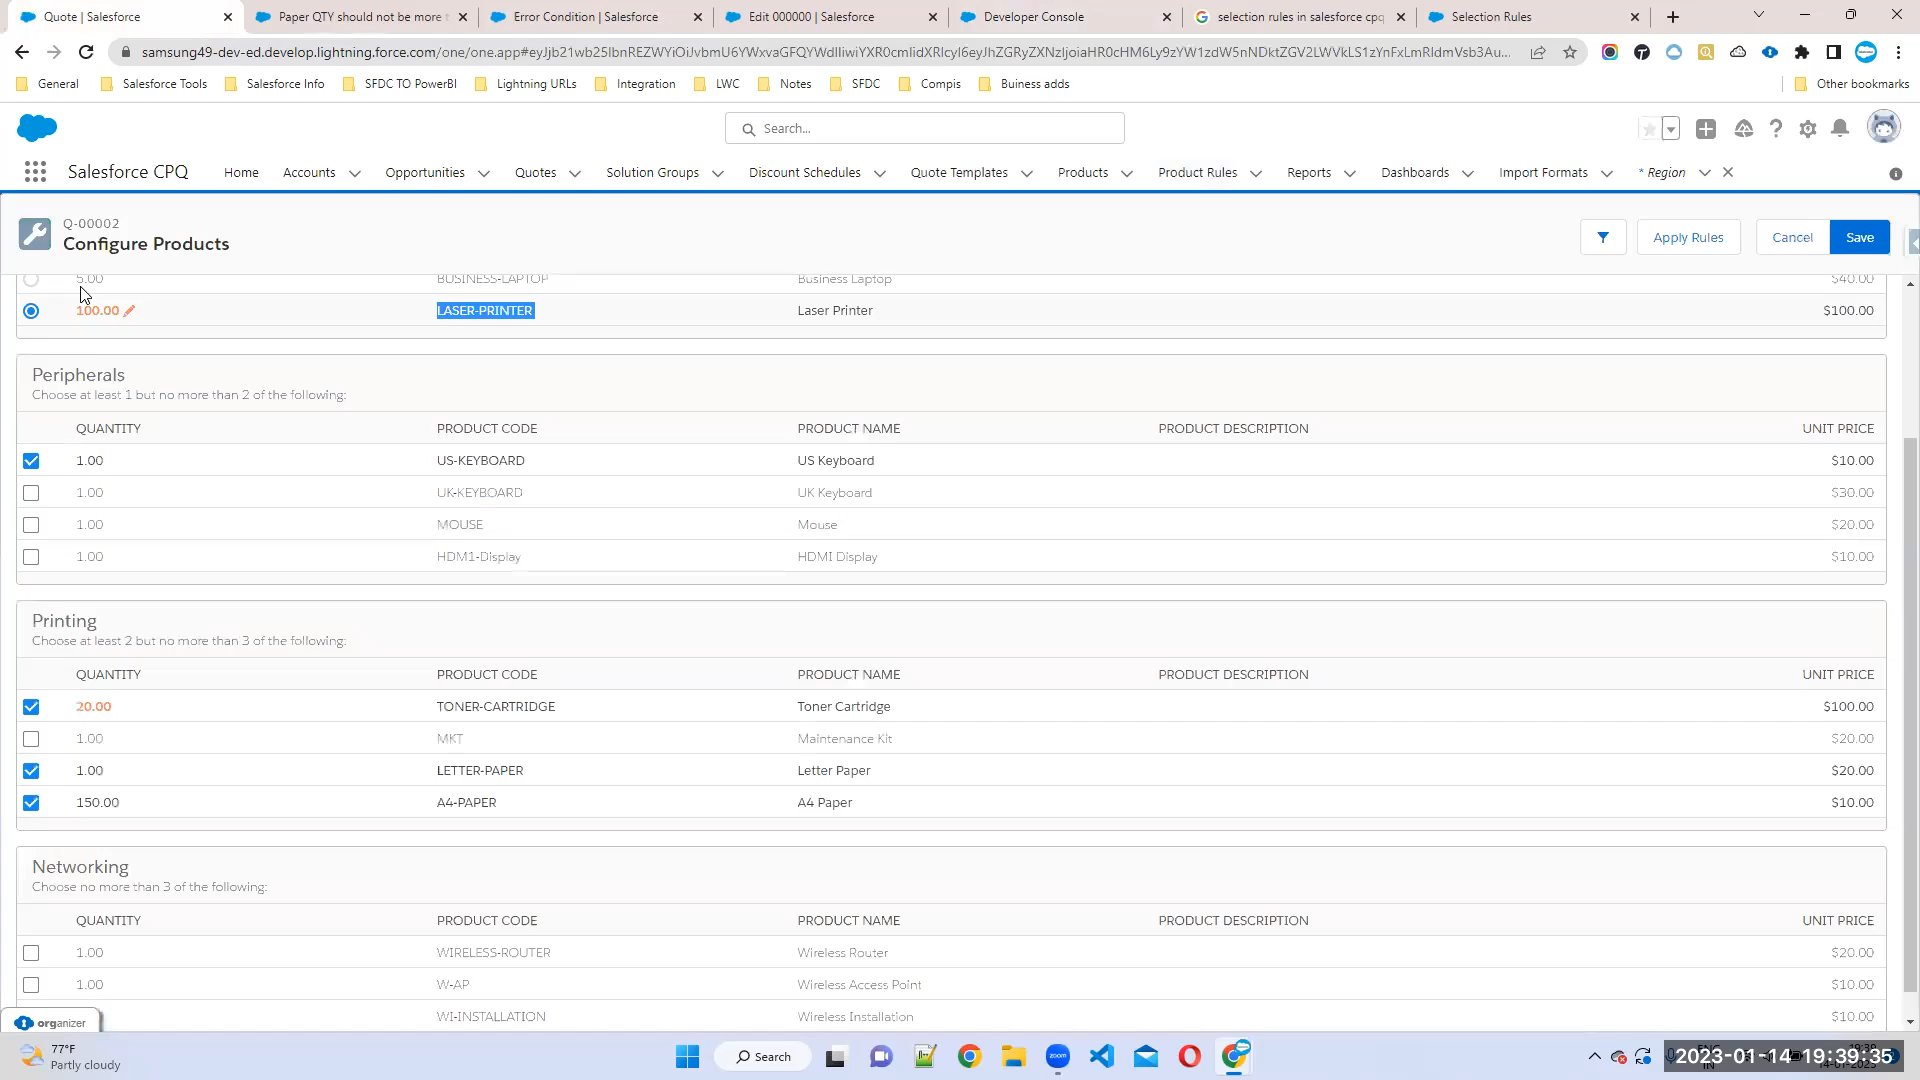 Quote | Salesforce
Paper QTY should not be more t
Error Condition | Salesforce
Edit 000000 | Salesforce
Developer Console
selection rules in salesforce cpq
Selection Rules
General
Salesforce Tools
Salesforce Info
SFDC TO PowerBI
Lightning URLs
Integration
LWC
Notes
SFDC
Compis
Buiness adds
Other bookmarks
Search...
Salesforce CPQ
Home
Accounts
Opportunities
Quotes
Solution Groups
Discount Schedules
Quote Templates
Products
Product Rules
Reports
Dashboards
Import Formats
* Region
Q-00002
Configure Products
Apply Rules
Cancel
Save
5.00 BUSINESS-LAPTOP Business Laptop $40.00
100.00 LASER-PRINTER Laser Printer $100.00
Peripherals
Choose at least 1 but no more than 2 of the following:
QUANTITY PRODUCT CODE PRODUCT NAME PRODUCT DESCRIPTION UNIT PRICE
1.00 US-KEYBOARD US Keyboard $10.00
1.00 UK-KEYBOARD UK Keyboard $30.00
1.00 MOUSE Mouse $20.00
1.00 HDM1-Display HDMI Display $10.00
Printing
Choose at least 2 but no more than 3 of the following:
QUANTITY PRODUCT CODE PRODUCT NAME PRODUCT DESCRIPTION UNIT PRICE
20.00 TONER-CARTRIDGE Toner Cartridge $100.00
1.00 MKT Maintenance Kit $20.00
1.00 LETTER-PAPER Letter Paper $20.00
150.00 A4-PAPER A4 Paper $10.00
Networking
Choose no more than 3 of the following:
QUANTITY PRODUCT CODE PRODUCT NAME PRODUCT DESCRIPTION UNIT PRICE
1.00 WIRELESS-ROUTER Wireless Router $20.00
1.00 W-AP Wireless Access Point $10.00
WI-INSTALLATION Wireless Installation $10.00
organizer
77°F
Partly cloudy
Search
zoom
2023-01-14-19:39:35